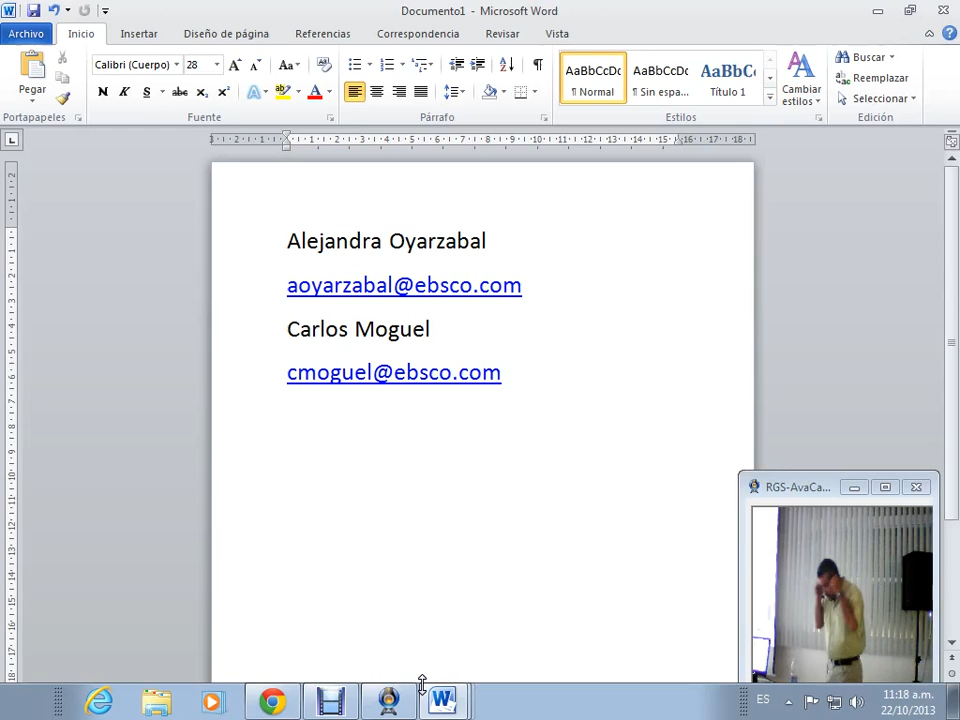 Documento1 - Microsoft Word
Archivo Inicio Insertar Diseño de página Referencias Correspondencia Revisar Vista
Pegar
Portapapeles
Calibri (Cuerpo) 28
Fuente
Párrafo
AaBbCcDc AaBbCcDc AaBbC
¶ Normal ¶ Sin espa... Título 1
Cambiar estilos
Estilos
Buscar
Reemplazar
Seleccionar
Edición
Alejandra Oyarzabal
aoyarzabal@ebsco.com
Carlos Moguel
cmoguel@ebsco.com
RGS-AvaCa...
ES
11:18 a.m.
22/10/2013